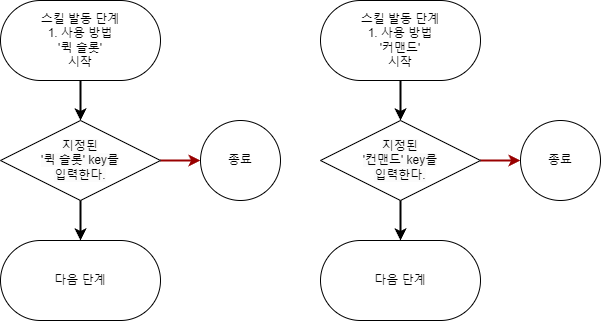 스킬 발동 단계
1. 사용 방법
'퀵 슬롯'
시작
지정된
'퀵 슬롯' key를
입력한다.
종료
다음 단계
스킬 발동 단계
1. 사용 방법
'커맨드'
시작
지정된
'컨맨드' key를
입력한다.
종료
다음 단계